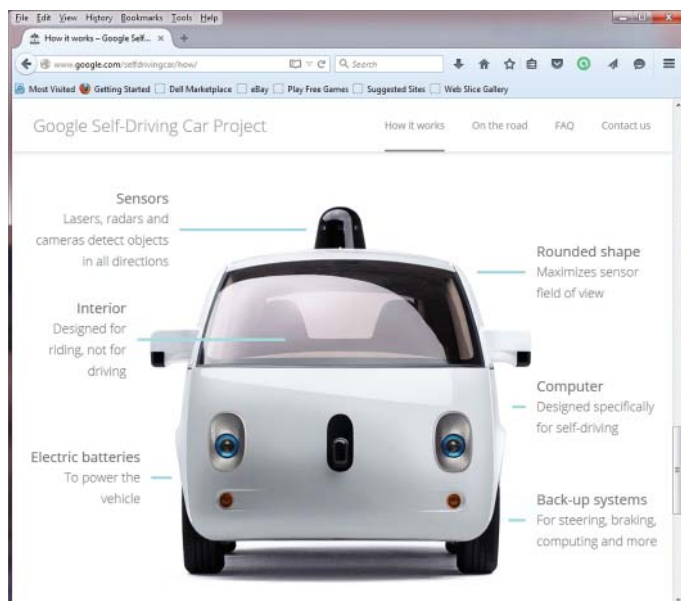 File Edit View History Bookmarks Tools Help
How it works – Google Self-... ×
www.google.com/selfdrivingcar/how/
Search
Most Visited Getting Started Dell Marketplace eBay Play Free Games Suggested Sites Web Slice Gallery
Google Self-Driving Car Project
How it works On the road FAQ Contact us
Sensors
Lasers, radars and
cameras detect objects
in all directions
Interior
Designed for
riding, not for
driving
Electric batteries
To power the
vehicle
Rounded shape
Maximizes sensor
field of view
Computer
Designed specifically
for self-driving
Back-up systems
For steering, braking,
computing and more